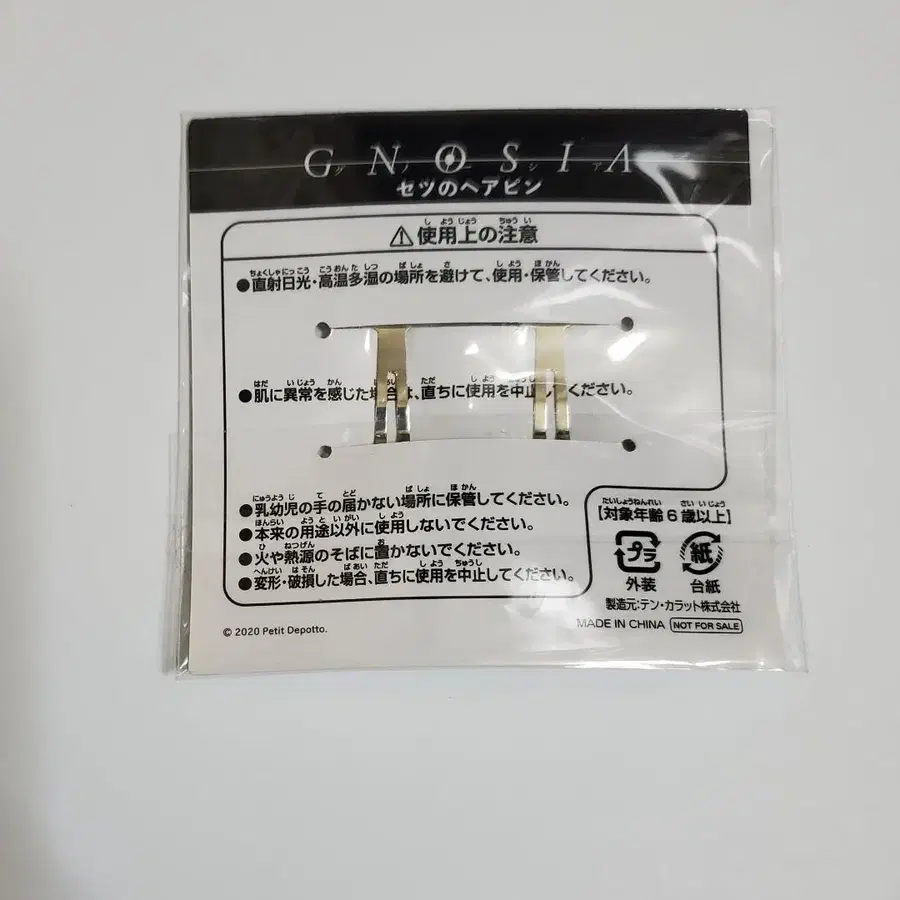 GNOSIA
グノーシア
セツのヘアピン
⚠使用上の注意
●直射日光・高温多湿の場所を避けて、使用・保管してください。
●肌に異常を感じた場合は、直ちに使用を中止してください。
●乳幼児の手の届かない場所に保管してください。
●本来の用途以外に使用しないでください。
●火や熱源のそばに置かないでください。
●変形・破損した場合、直ちに使用を中止してください。
【対象年齢6歳以上】
プラ 紙
外装 台紙
製造元:テン・カラット株式会社
© 2020 Petit Depotto.
MADE IN CHINA NOT FOR SALE